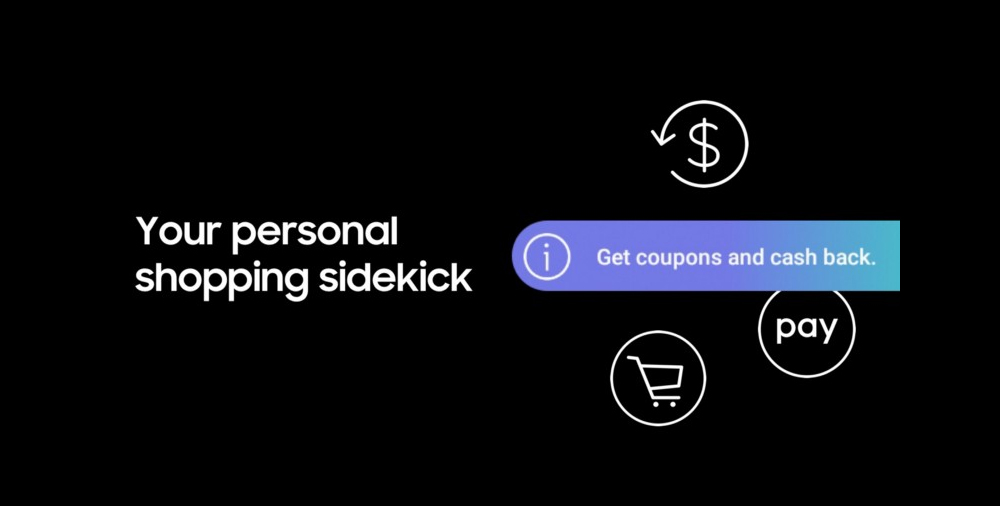 Your personal
shopping sidekick
$
i Get coupons and cash back.
pay